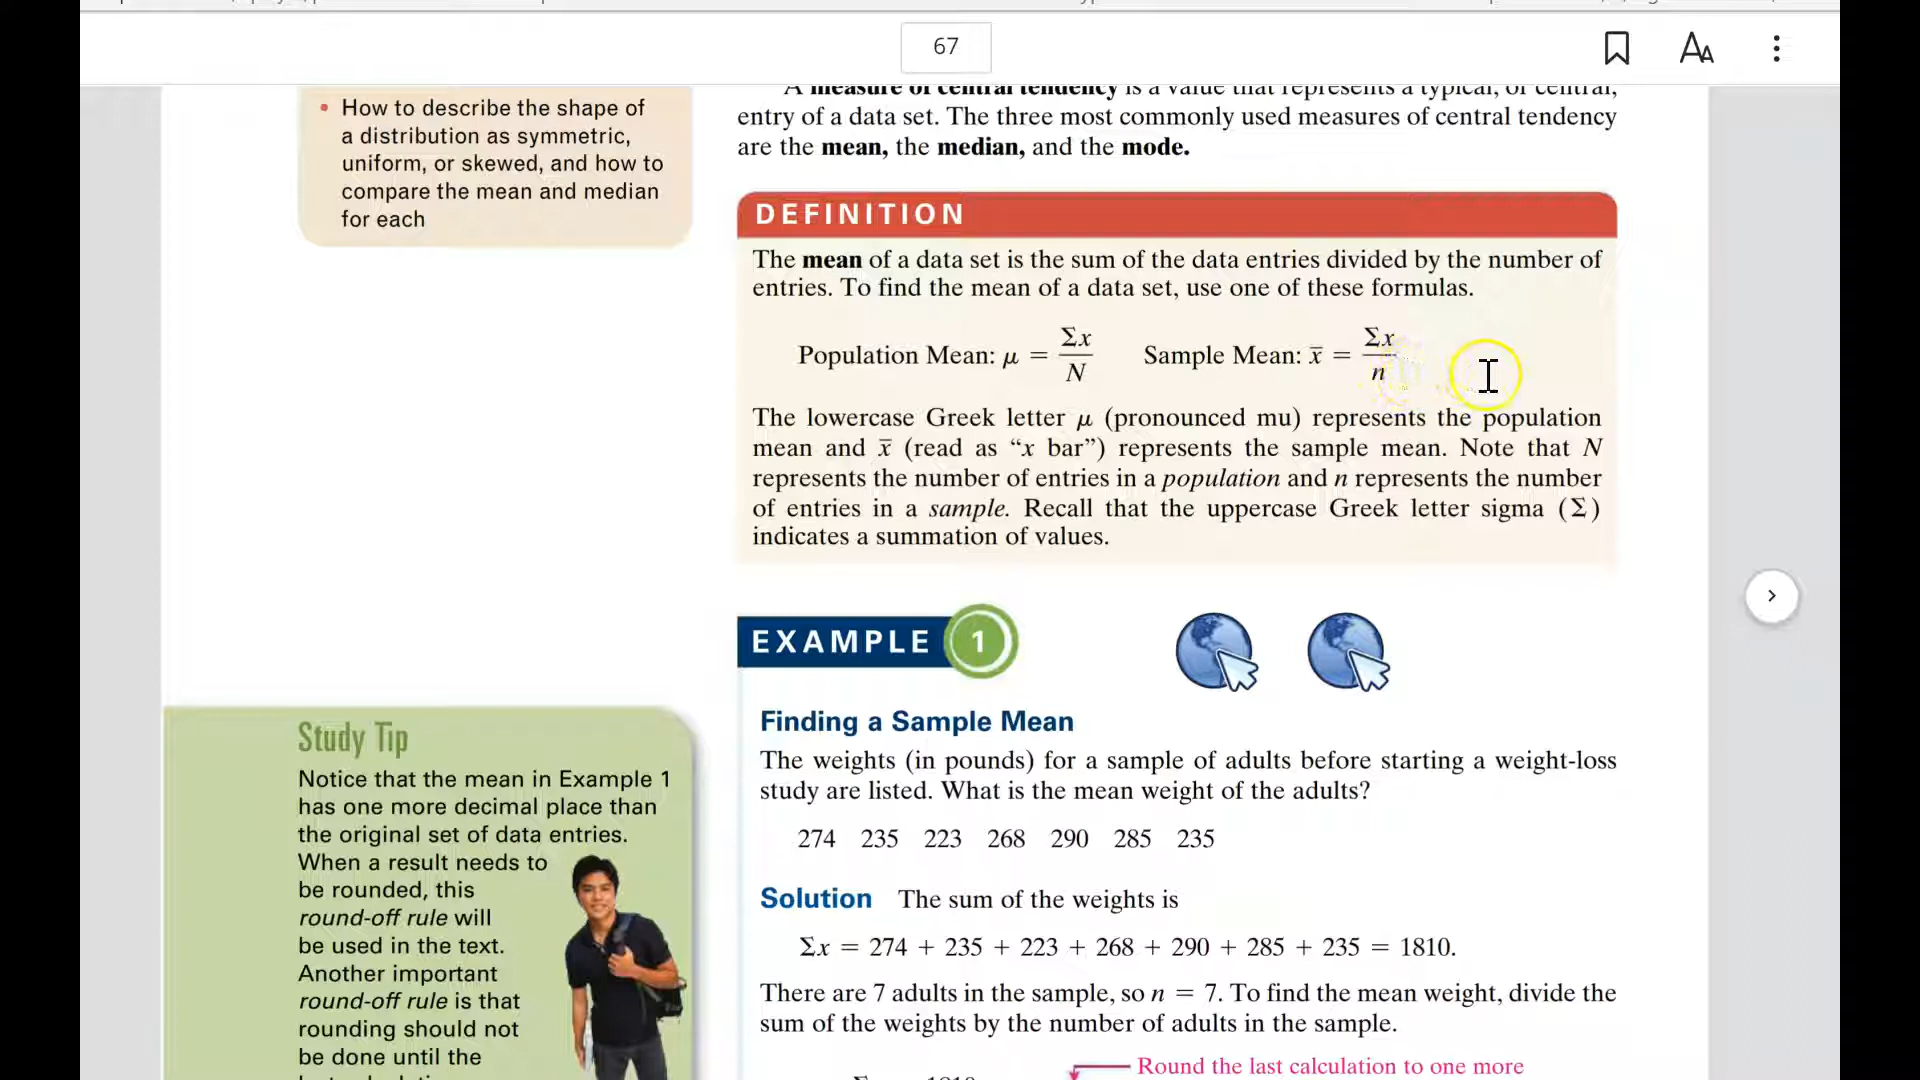 67
AA
• How to describe the shape of
a distribution as symmetric,
uniform, or skewed, and how to
compare the mean and median
for each
A measure of central tendency is a value that represents a typical, or central,
entry of a data set. The three most commonly used measures of central tendency
are the mean, the median, and the mode.
DEFINITION
The mean of a data set is the sum of the data entries divided by the number of
entries. To find the mean of a data set, use one of these formulas.
Population Mean: μ = Σx / N Sample Mean: x̄ = Σx / n
The lowercase Greek letter μ (pronounced mu) represents the population
mean and x̄ (read as “x bar”) represents the sample mean. Note that N
represents the number of entries in a population and n represents the number
of entries in a sample. Recall that the uppercase Greek letter sigma (Σ)
indicates a summation of values.
EXAMPLE 1
Finding a Sample Mean
The weights (in pounds) for a sample of adults before starting a weight-loss
study are listed. What is the mean weight of the adults?
274 235 223 268 290 285 235
Solution The sum of the weights is
Σx = 274 + 235 + 223 + 268 + 290 + 285 + 235 = 1810.
There are 7 adults in the sample, so n = 7. To find the mean weight, divide the
sum of the weights by the number of adults in the sample.
Round the last calculation to one more
Study Tip
Notice that the mean in Example 1
has one more decimal place than
the original set of data entries.
When a result needs to
be rounded, this
round-off rule will
be used in the text.
Another important
round-off rule is that
rounding should not
be done until the